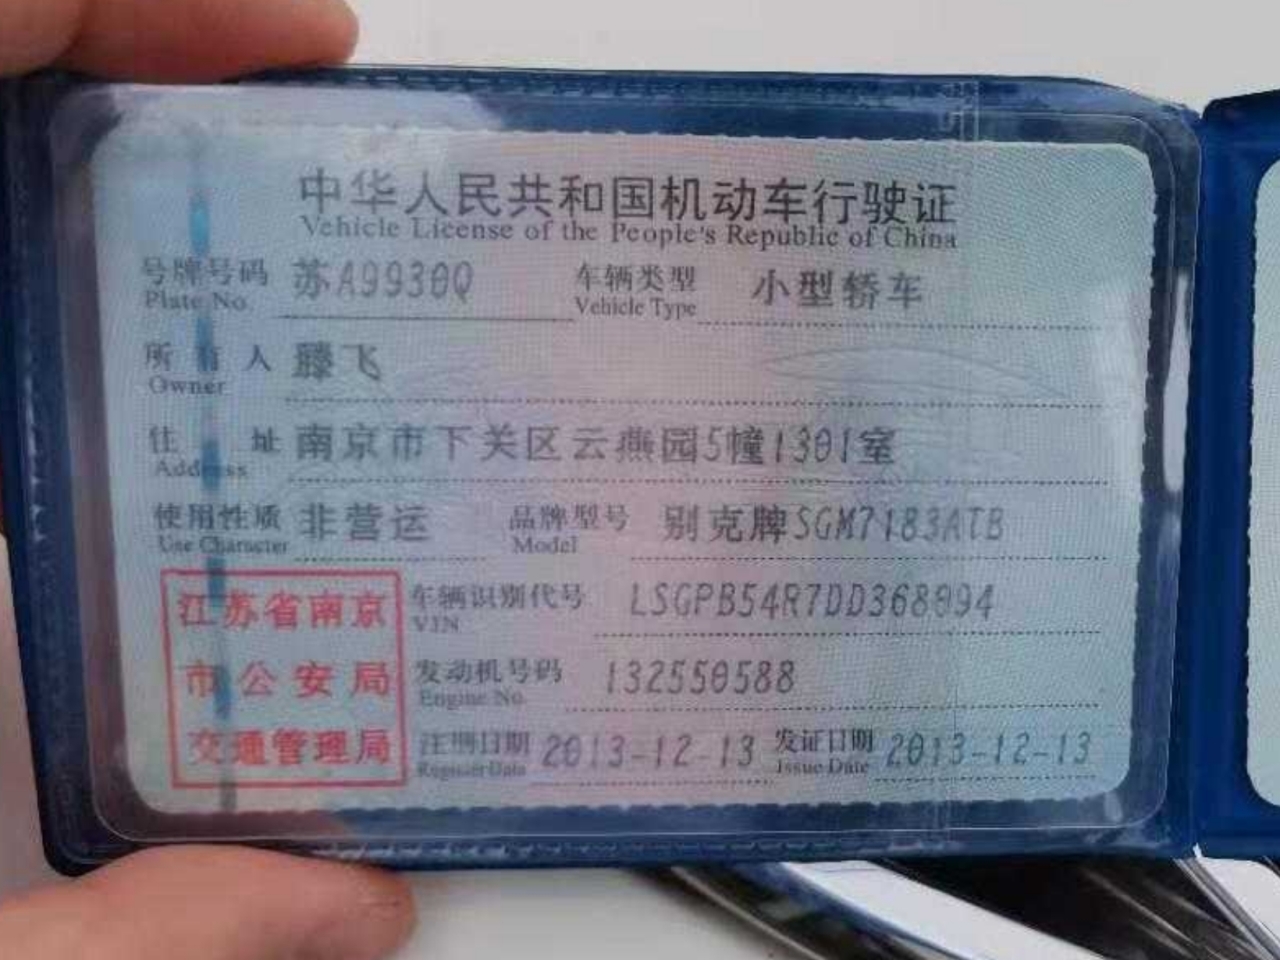 中华人民共和国机动车行驶证
Vehicle License of the People's Republic of China
号牌号码 苏A9930Q 车辆类型 小型轿车
Plate No. Vehicle Type
所有人 滕飞
Owner
住址 南京市下关区云燕园5幢1301室
Address
使用性质 非营运 品牌型号 别克牌SGM7183ATB
Use Character Model
江苏省南京
市公安局
交通管理局
车辆识别代号 LSGPB54R7DD368094
VIN
发动机号码 132550588
Engine No.
注册日期 2013-12-13 发证日期 2013-12-13
Register Data Issue Date